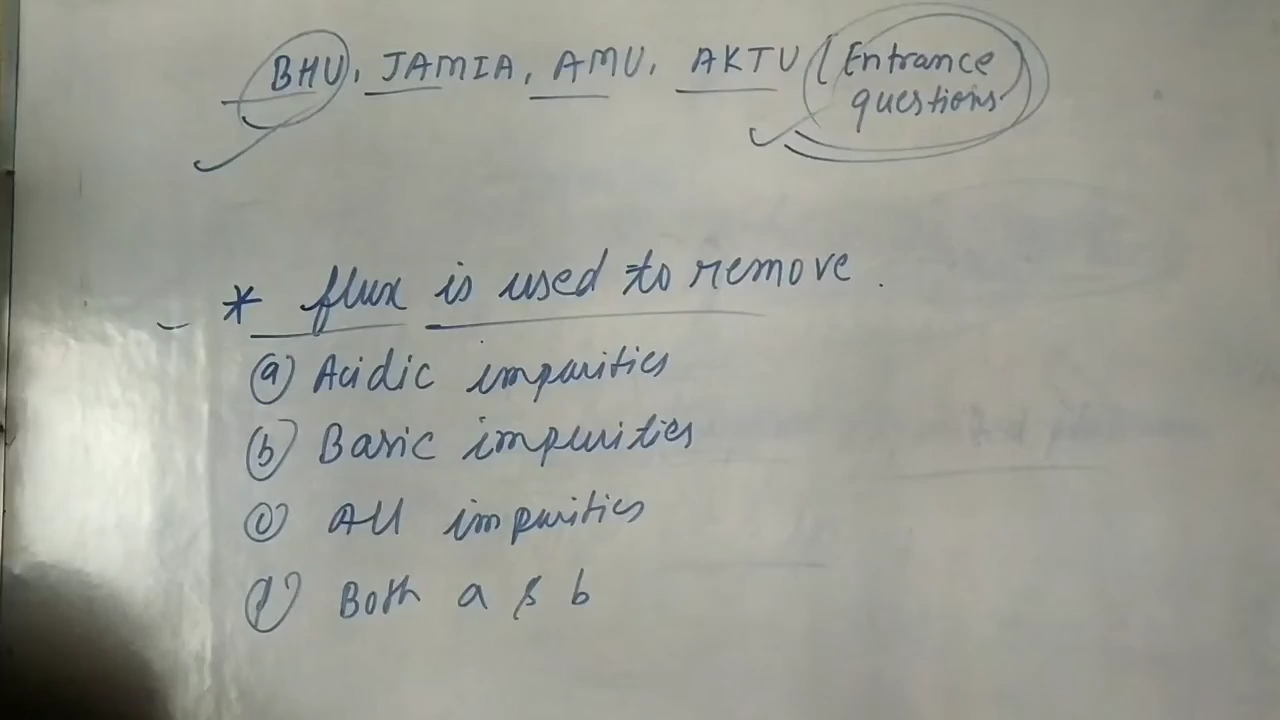 BHU, JAMIA, AMU, AKTU (Entrance questions)
* flux is used to remove.
(a) Acidic impurities
(b) Basic impurities
(c) All impurities
(d) Both a & b